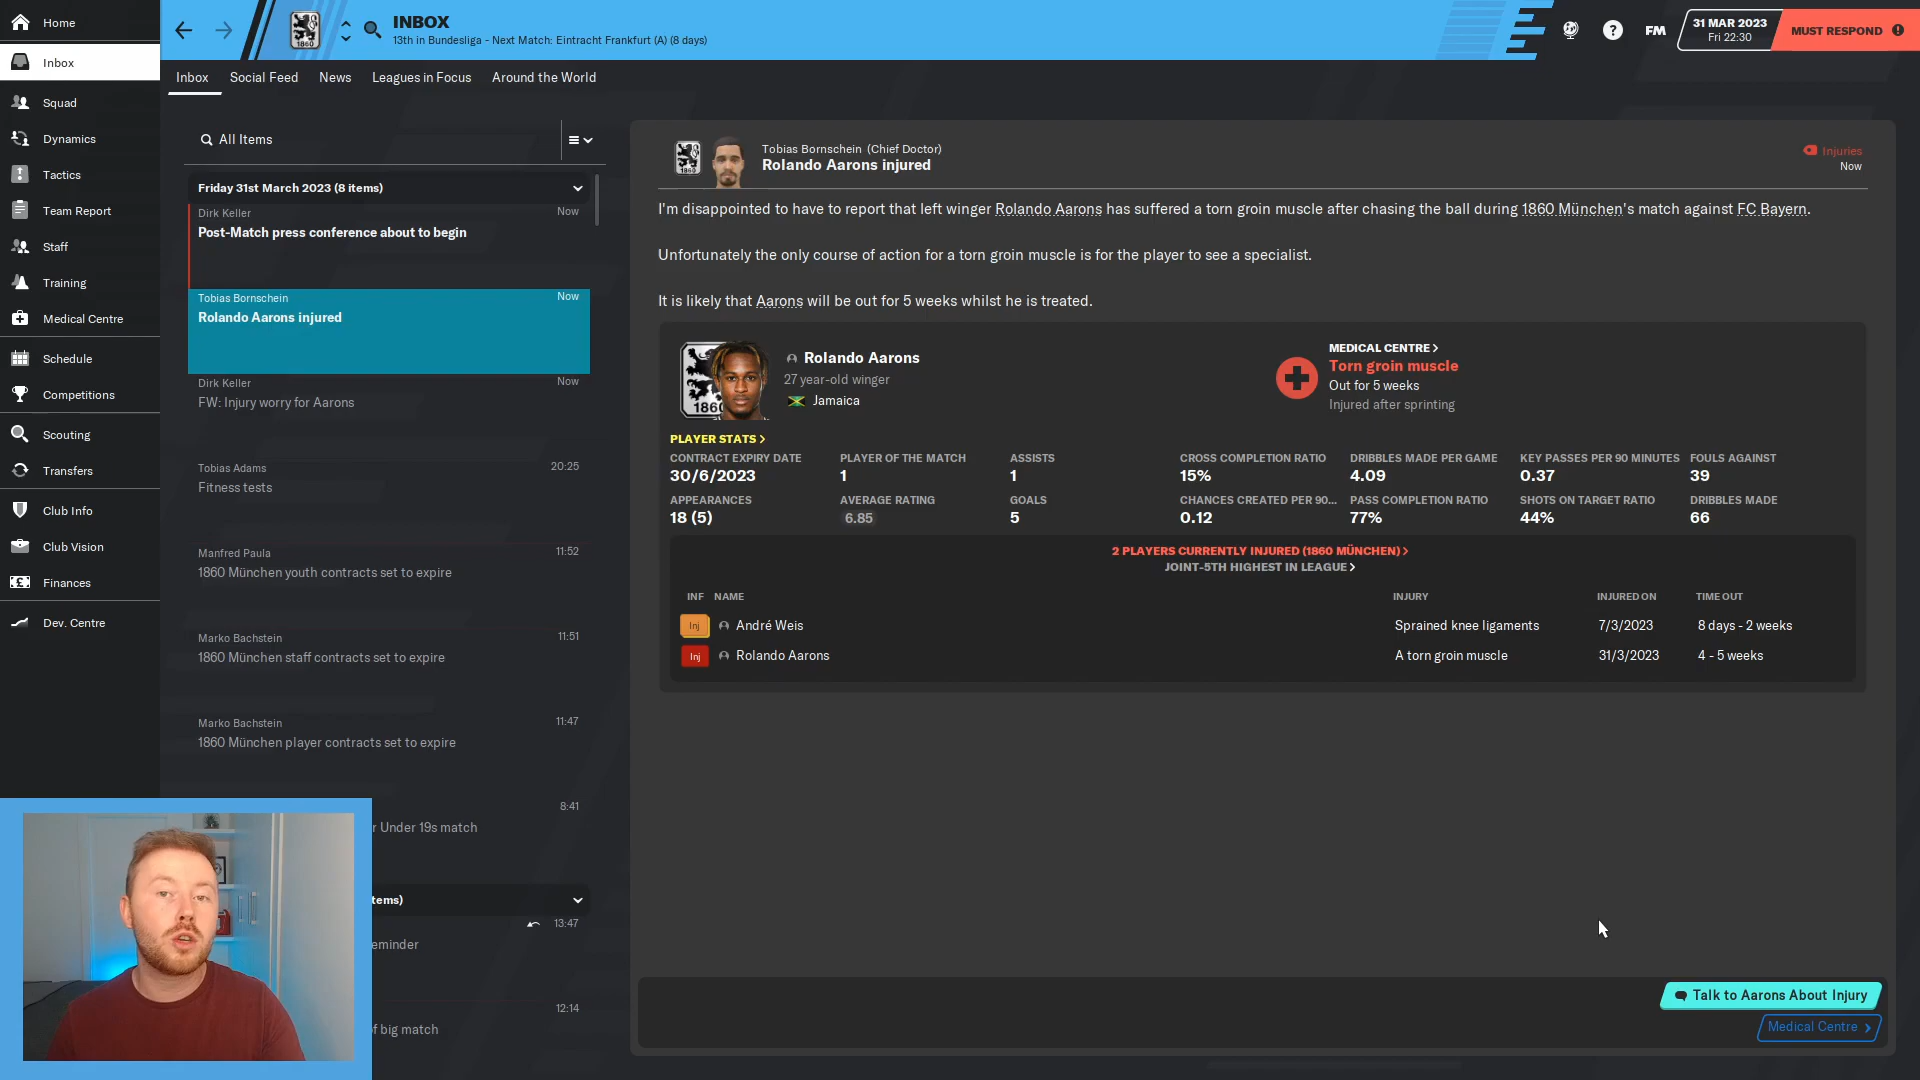 Home
Inbox
Squad
Dynamics
Tactics
Team Report
Staff
Training
Medical Centre
Schedule
Competitions
Scouting
Transfers
Club Info
Club Vision
Finances
Dev. Centre
1860
INBOX
13th in Bundesliga - Next Match: Eintracht Frankfurt (A) (8 days)
FM
31 MAR 2023
Fri 22:30
MUST RESPOND
Inbox Social Feed News Leagues in Focus Around the World
All Items
Friday 31st March 2023 (8 items)
Dirk Keller Now
Post-Match press conference about to begin
Tobias Bornschein Now
Rolando Aarons injured
Dirk Keller Now
FW: Injury worry for Aarons
Tobias Adams 20:25
Fitness tests
Manfred Paula 11:52
1860 München youth contracts set to expire
Marko Bachstein 11:51
1860 München staff contracts set to expire
Marko Bachstein 11:47
1860 München player contracts set to expire
8:41
r Under 19s match
tems)
13:47
eminder
12:14
of big match
1860
Tobias Bornschein (Chief Doctor)
Rolando Aarons injured
Injuries
Now
I'm disappointed to have to report that left winger Rolando Aarons has suffered a torn groin muscle after chasing the ball during 1860 München's match against FC Bayern.
Unfortunately the only course of action for a torn groin muscle is for the player to see a specialist.
It is likely that Aarons will be out for 5 weeks whilst he is treated.
1860
Rolando Aarons
27 year-old winger
Jamaica
MEDICAL CENTRE >
Torn groin muscle
Out for 5 weeks
Injured after sprinting
PLAYER STATS >
CONTRACT EXPIRY DATE PLAYER OF THE MATCH ASSISTS CROSS COMPLETION RATIO DRIBBLES MADE PER GAME KEY PASSES PER 90 MINUTES FOULS AGAINST
30/6/2023 1 1 15% 4.09 0.37 39
APPEARANCES AVERAGE RATING GOALS CHANCES CREATED PER 90... PASS COMPLETION RATIO SHOTS ON TARGET RATIO DRIBBLES MADE
18 (5) 6.85 5 0.12 77% 44% 66
2 PLAYERS CURRENTLY INJURED (1860 MÜNCHEN) >
JOINT-5TH HIGHEST IN LEAGUE >
INF NAME INJURY INJURED ON TIME OUT
Inj André Weis Sprained knee ligaments 7/3/2023 8 days - 2 weeks
Inj Rolando Aarons A torn groin muscle 31/3/2023 4 - 5 weeks
Talk to Aarons About Injury
Medical Centre >